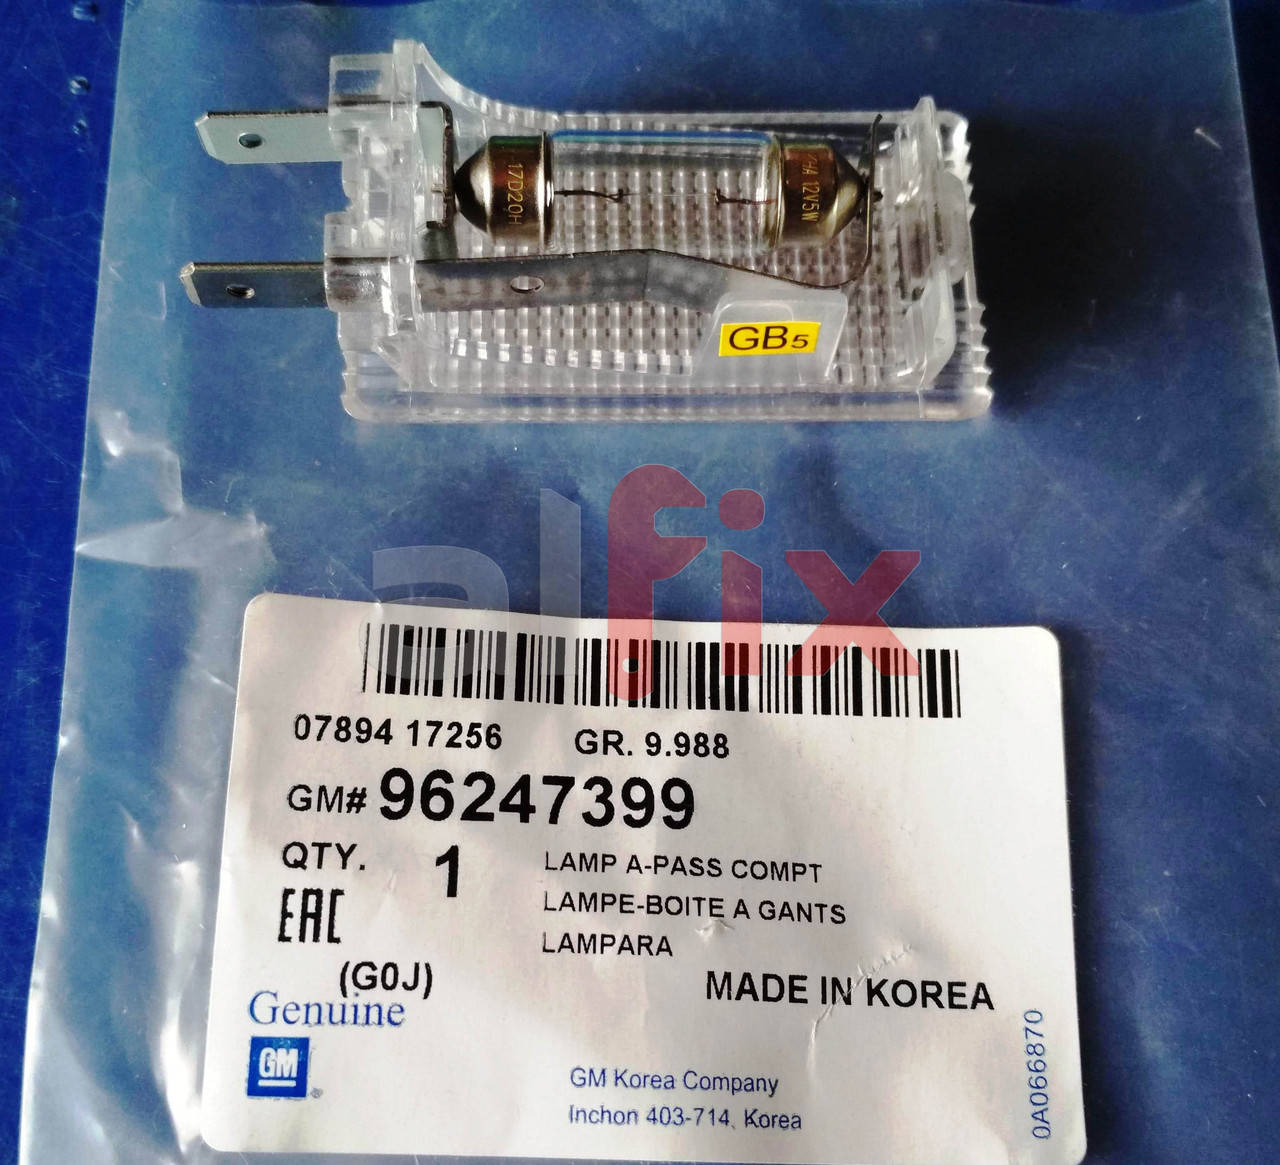 17D20H
12V5W
GB5
alfix
07894 17256 GR. 9.988
GM# 96247399
QTY. 1
LAMP A-PASS COMPT
LAMPE-BOITE A GANTS
LAMPARA
EAC
(G0J)
MADE IN KOREA
Genuine
GM
®
GM Korea Company
Inchon 403-714, Korea
0A066870